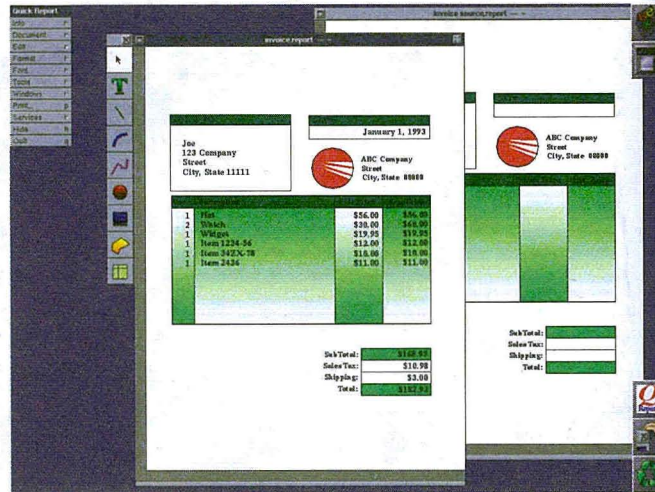 Quick Report
Info
Document
Edit
Format
Font
Tools
Windows
Print...
Services
Hide
Quit
invoice source.report
invoice.report
January 1, 1993
Joe
123 Company
Street
City, State 11111
ABC Company
Street
City, State 00000
ABC Company
Street
City, State 00000
1 Hat $56.00 $56.00
2 Watch $30.00 $60.00
1 Widget $19.95 $19.95
1 Item 1234-56 $12.00 $12.00
1 Item 34ZX-78 $10.00 $10.00
1 Item 2436 $11.00 $11.00
SubTotal:
Sales Tax: $10.98
Shipping: $3.00
Total:
SubTotal:
Sales Tax:
Shipping:
Total: